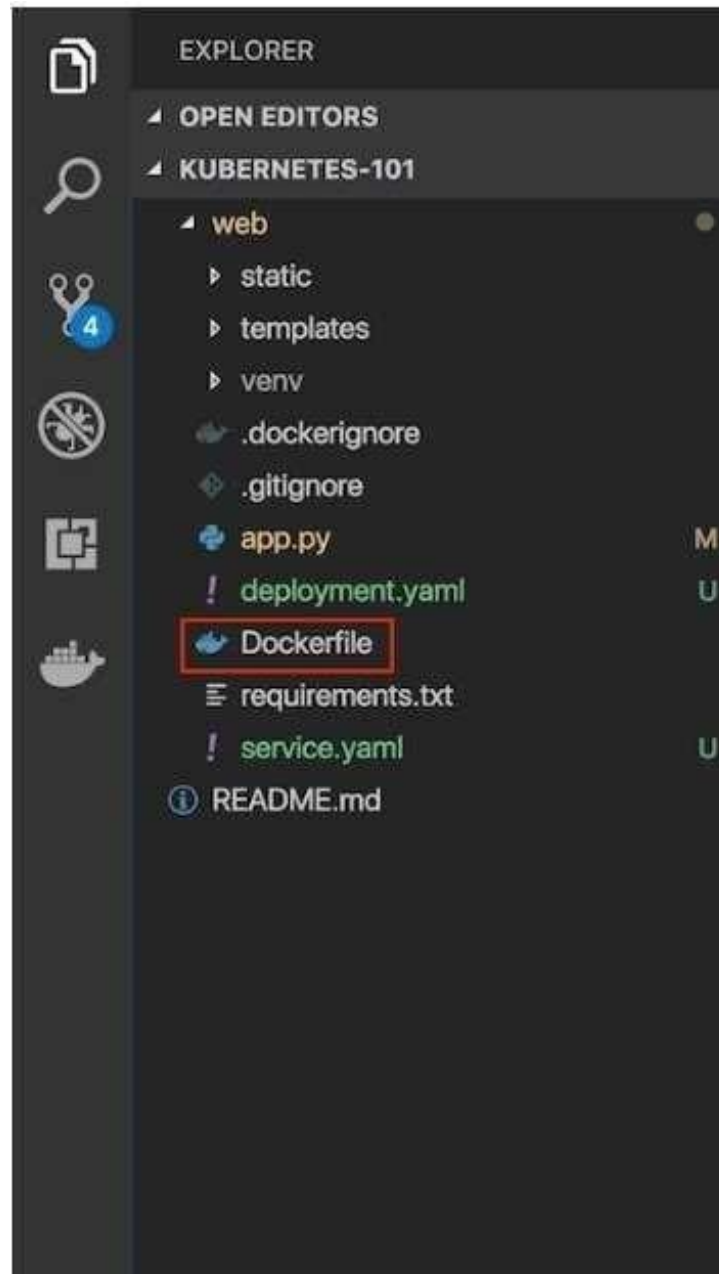 EXPLORER
OPEN EDITORS
KUBERNETES-101
web
static
templates
4
venv
.dockerignore
.gitignore
app.py M
deployment.yaml U
Dockerfile
requirements.txt
service.yaml U
README.md